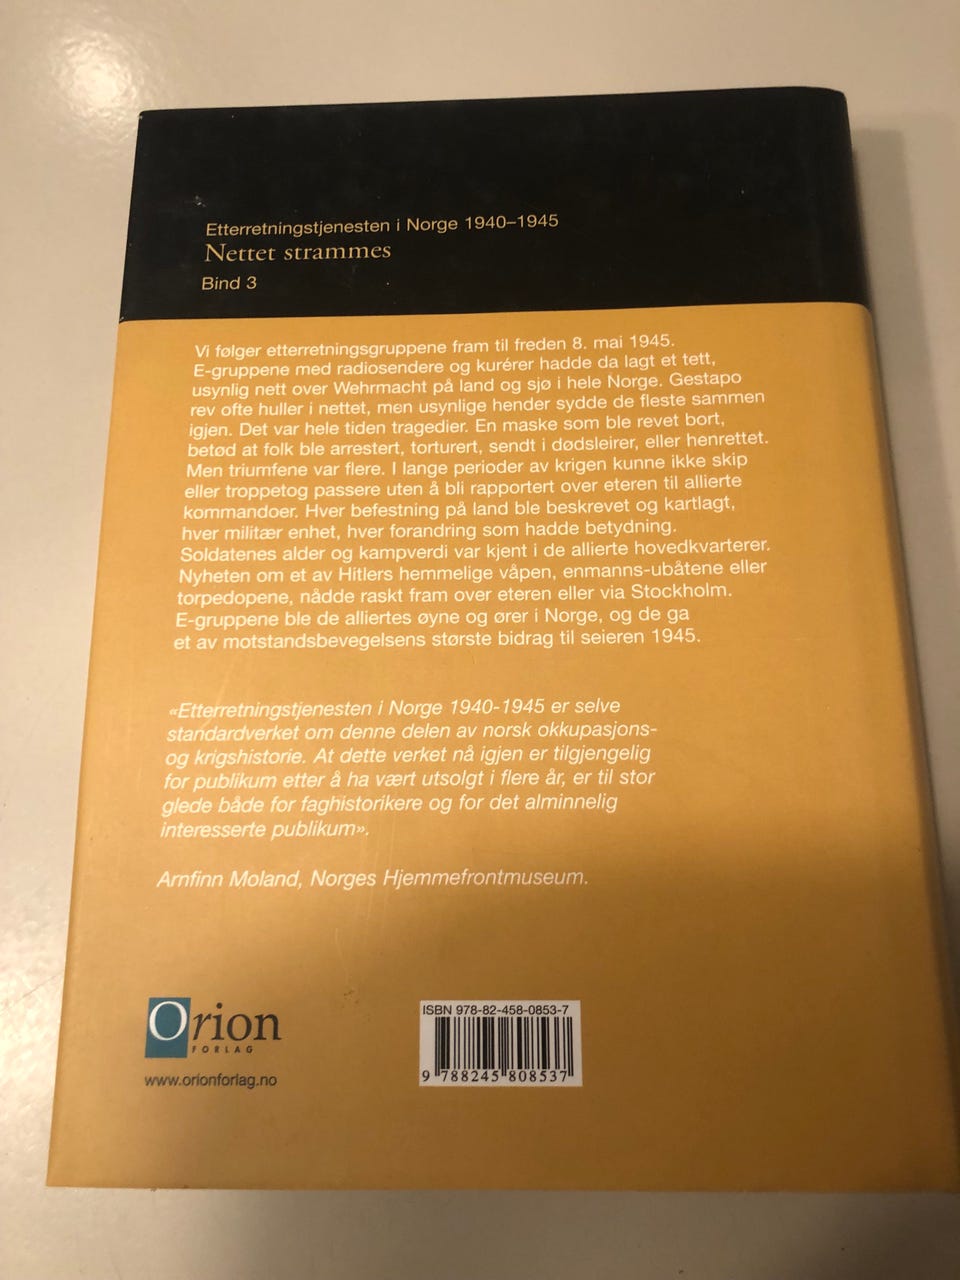 Etterretningstjenesten i Norge 1940–1945
Nettet strammes
Bind 3
Vi følger etterretningsgruppene fram til freden 8. mai 1945.
E-gruppene med radiosendere og kurérer hadde da lagt et tett,
usynlig nett over Wehrmacht på land og sjø i hele Norge. Gestapo
rev ofte huller i nettet, men usynlige hender sydde de fleste sammen
igjen. Det var hele tiden tragedier. En maske som ble revet bort,
betød at folk ble arrestert, torturert, sendt i dødsleirer, eller henrettet.
Men triumfene var flere. I lange perioder av krigen kunne ikke skip
eller troppetog passere uten å bli rapportert over eteren til allierte
kommandoer. Hver befestning på land ble beskrevet og kartlagt,
hver militær enhet, hver forandring som hadde betydning.
Soldatenes alder og kampverdi var kjent i de allierte hovedkvarterer.
Nyheten om et av Hitlers hemmelige våpen, enmanns-ubåtene eller
torpedopene, nådde raskt fram over eteren eller via Stockholm.
E-gruppene ble de alliertes øyne og ører i Norge, og de ga
et av motstandsbevegelsens største bidrag til seieren 1945.
«Etterretningstjenesten i Norge 1940-1945 er selve
standardverket om denne delen av norsk okkupasjons-
og krigshistorie. At dette verket nå igjen er tilgjengelig
for publikum etter å ha vært utsolgt i flere år, er til stor
glede både for faghistorikere og for det alminnelig
interesserte publikum».
Arnfinn Moland, Norges Hjemmefrontmuseum.
Orion
FORLAG
www.orionforlag.no
ISBN 978-82-458-0853-7
9 788245 808537